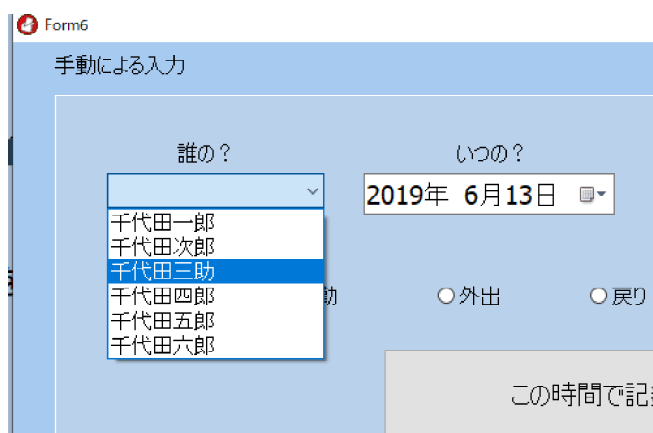 Form6
手動による入力
誰の？ いつの？
2019年 6月13日
千代田一郎
千代田次郎
千代田三助
千代田四郎
千代田五郎
千代田六郎
外出 戻り
この時間で記